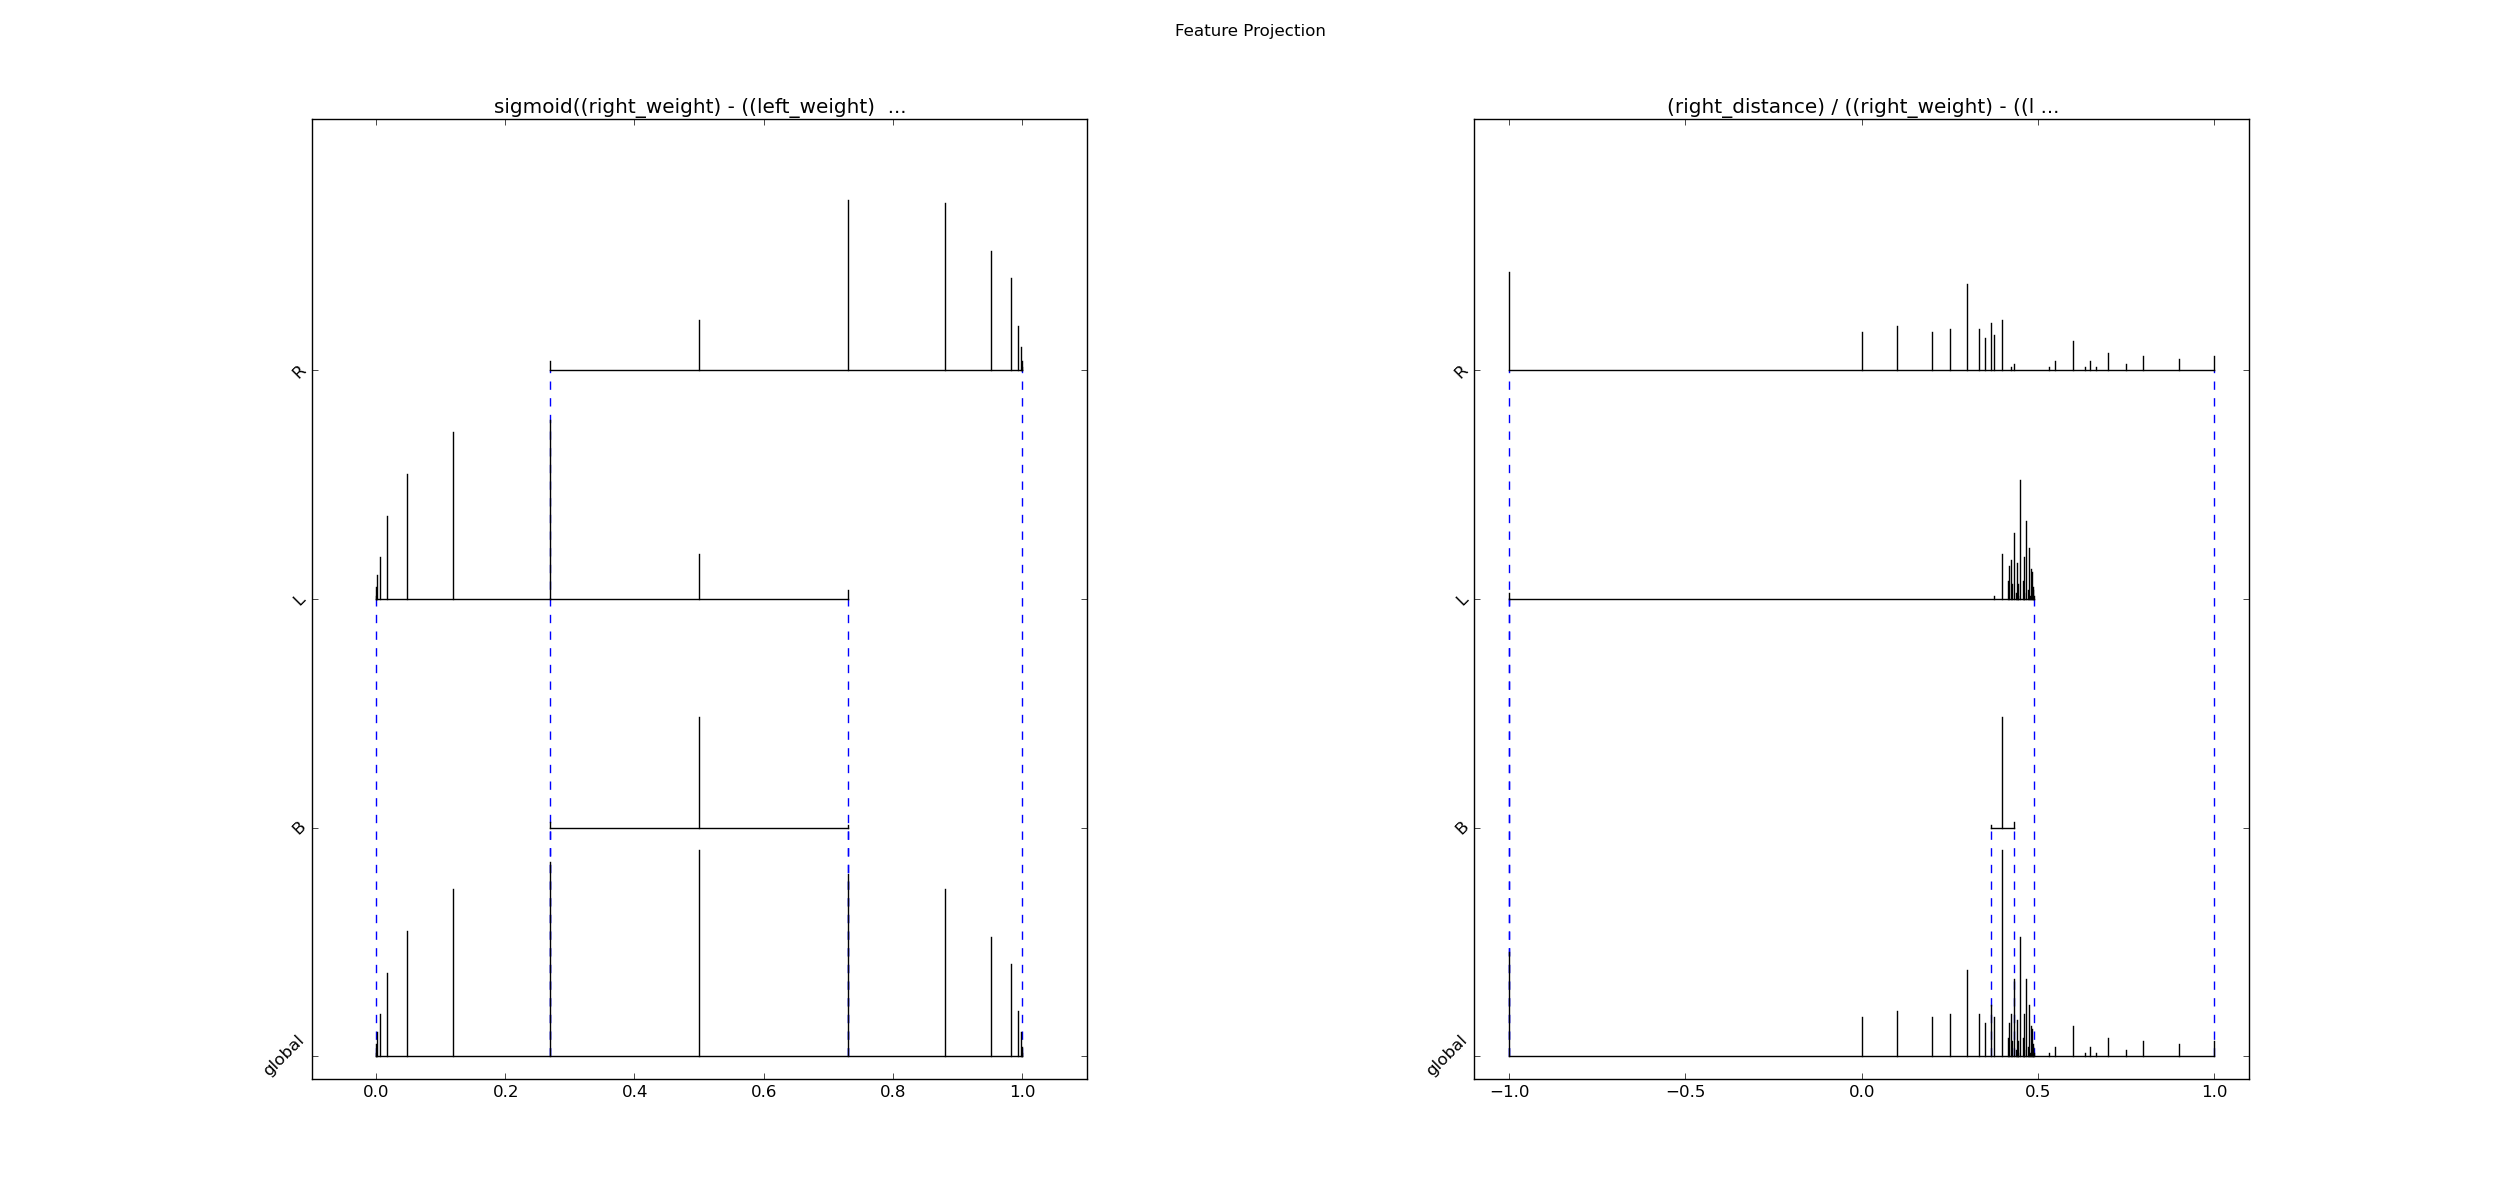 Feature Projection
sigmoid((right_weight) - ((left_weight)  ...
R
L
B
global
0.0 0.2 0.4 0.6 0.8 1.0
(right_distance) / ((right_weight) - ((l ...
R
L
B
global
−1.0 −0.5 0.0 0.5 1.0